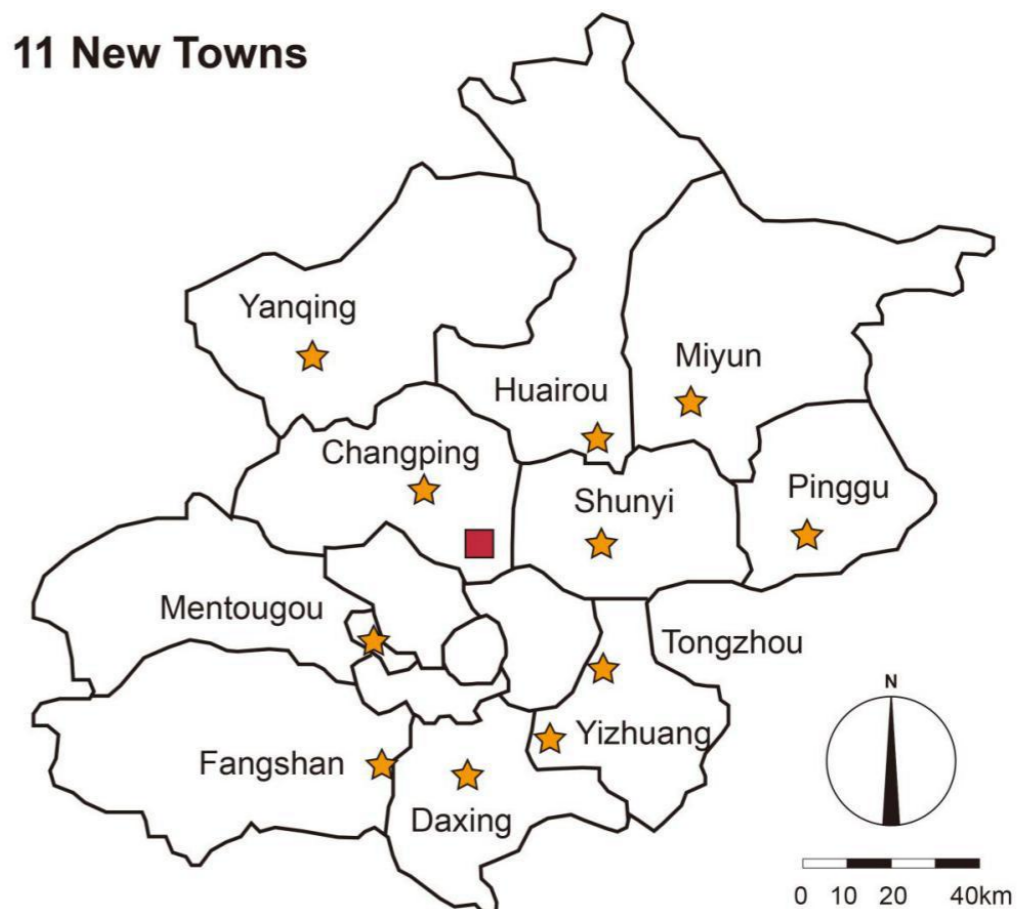 11 New Towns
Yanqing
Miyun
Huairou
Changping
Pinggu
Shunyi
Mentougou
Tongzhou
N
Yizhuang
Fangshan
Daxing
0 10 20 40km